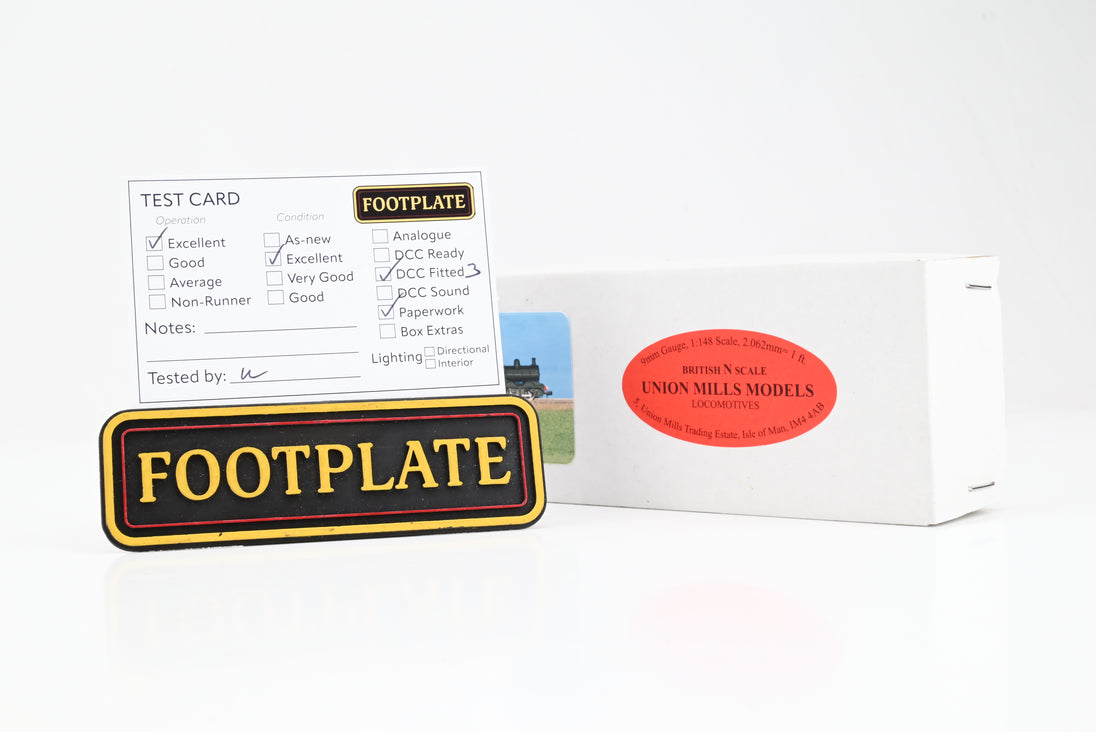 TEST CARD
FOOTPLATE
Operation
Excellent
Good
Average
Non-Runner
Condition
As-new
Excellent
Very Good
Good
Analogue
DCC Ready
DCC Fitted 3
DCC Sound
Paperwork
Box Extras
Notes:
Lighting
Directional
Interior
Tested by:
FOOTPLATE
9mm Gauge, 1:148 Scale, 2.062mm= 1 ft.
BRITISH N SCALE
UNION MILLS MODELS
LOCOMOTIVES
5, Union Mills Trading Estate, Isle of Man, IM4 4AB